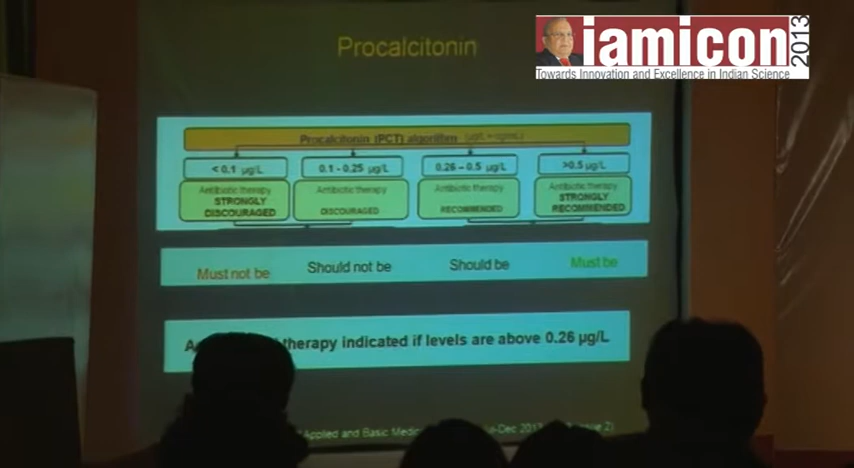 iamicon 2013
Towards Innovation and Excellence in Indian Science
Procalcitonin
Procalcitonin (PCT) algorithm
<0.1 µg/L 0.1 - 0.25 µg/L 0.26 – 0.5 µg/L >0.5 µg/L
Antibiotic therapy Antibiotic therapy Antibiotic therapy Antibiotic therapy
STRONGLY DISCOURAGED RECOMMENDED STRONGLY
DISCOURAGED RECOMMENDED
Must not be Should not be Should be Must be
therapy indicated if levels are above 0.26 µg/L
Applied and Basic